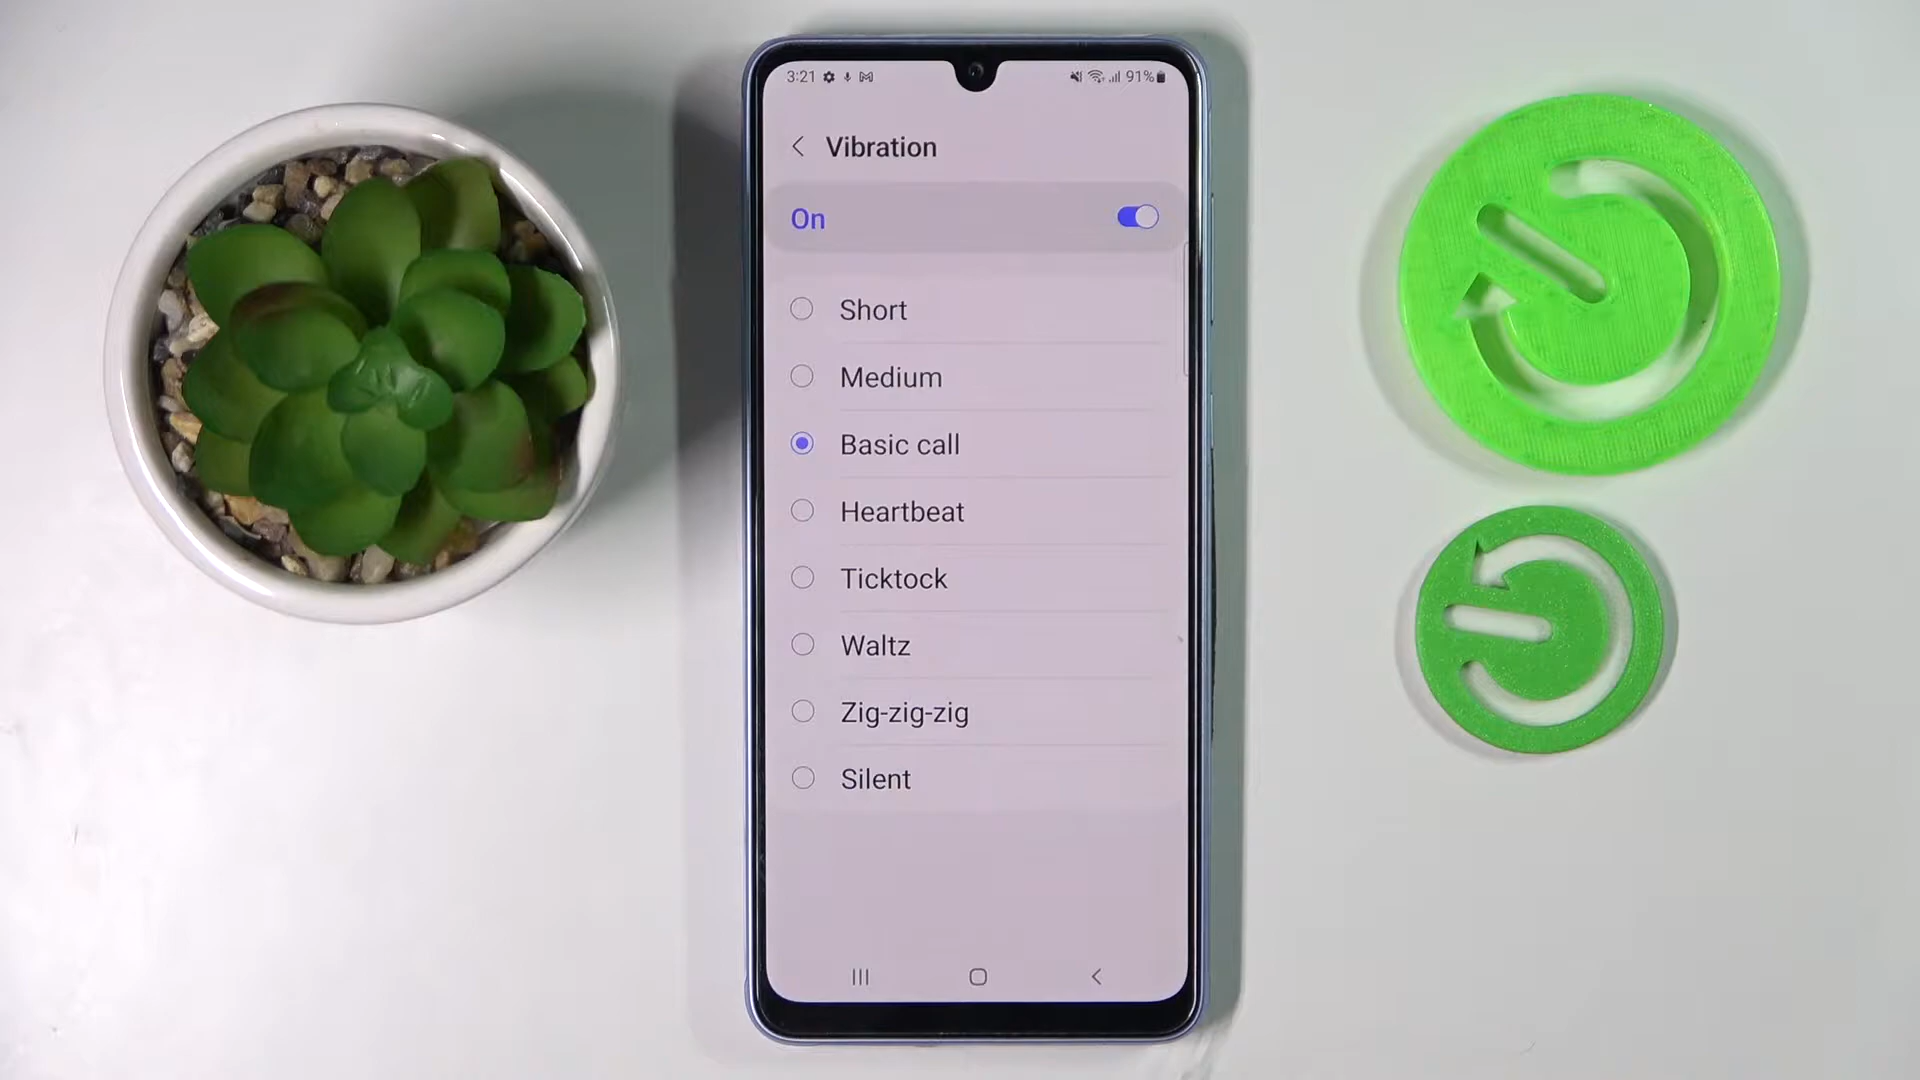 3:21 91%
Vibration
On
Short
Medium
Basic call
Heartbeat
Ticktock
Waltz
Zig-zig-zig
Silent